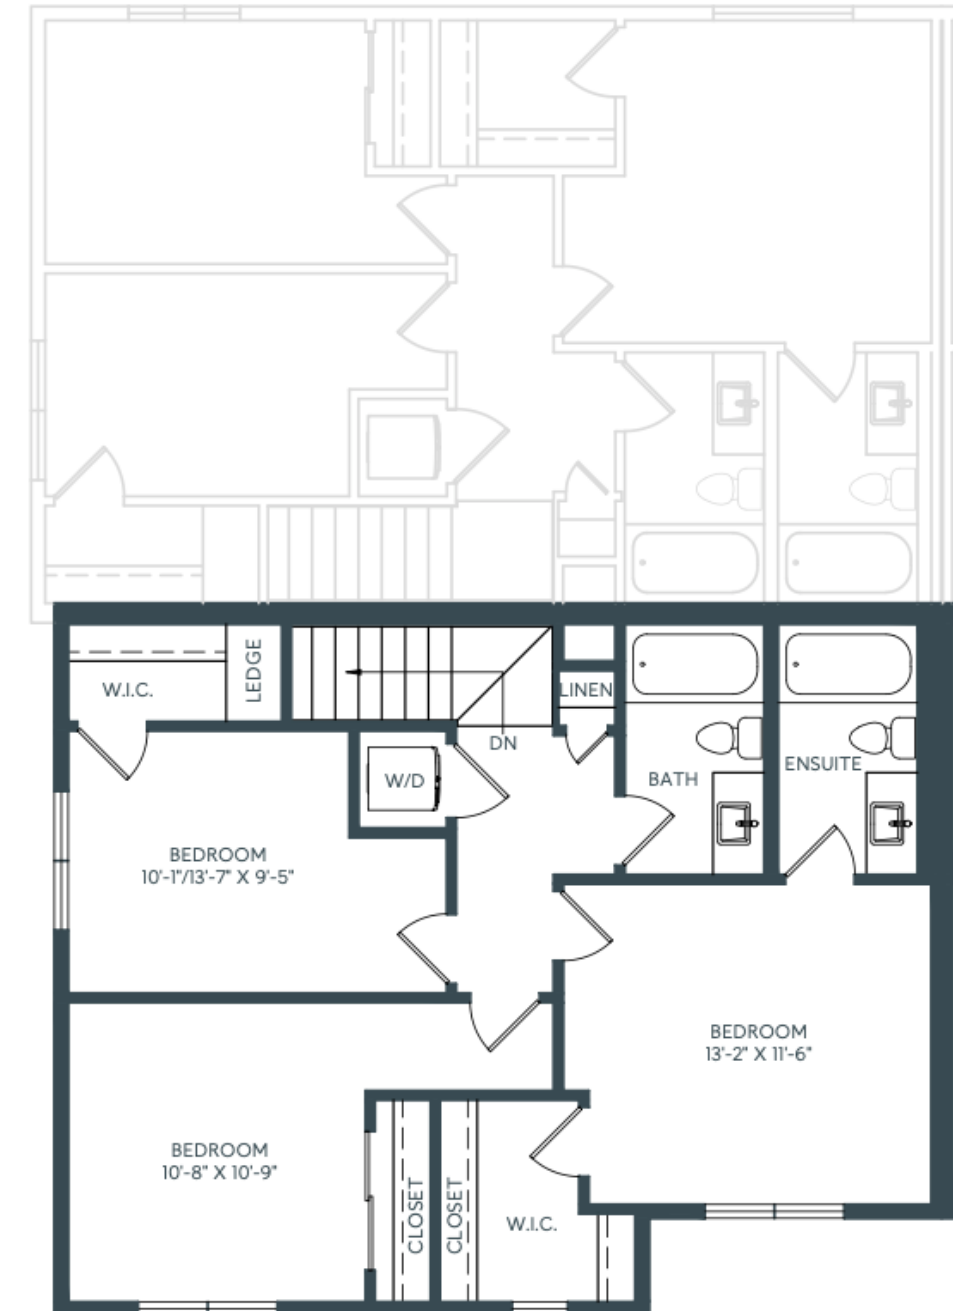 W.I.C.
LEDGE
LINEN
DN
W/D
BATH
ENSUITE
BEDROOM
10'-1"/13'-7" X 9'-5"
BEDROOM
13'-2" X 11'-6"
BEDROOM
10'-8" X 10'-9"
CLOSET
CLOSET
W.I.C.